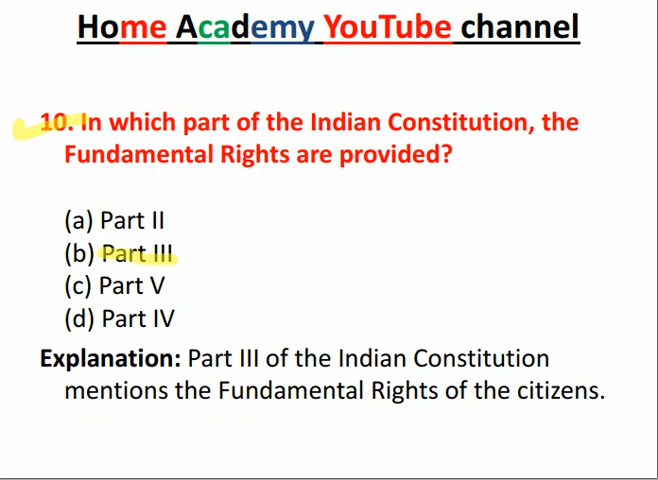 Home Academy YouTube channel
10. In which part of the Indian Constitution, the
Fundamental Rights are provided?
(a) Part II
(b) Part III
(c) Part V
(d) Part IV
Explanation: Part III of the Indian Constitution
mentions the Fundamental Rights of the citizens.